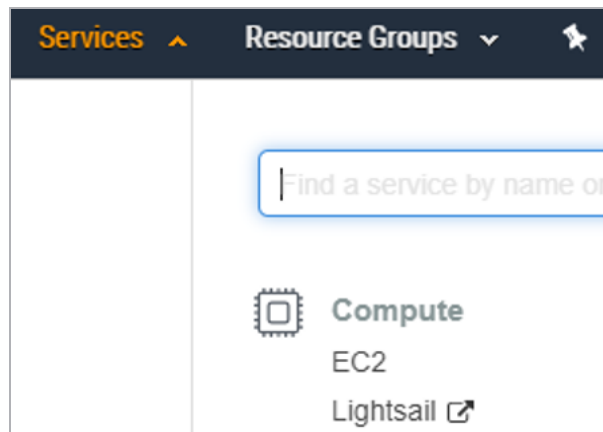 Services Resource Groups
Find a service by name or
Compute
EC2
Lightsail